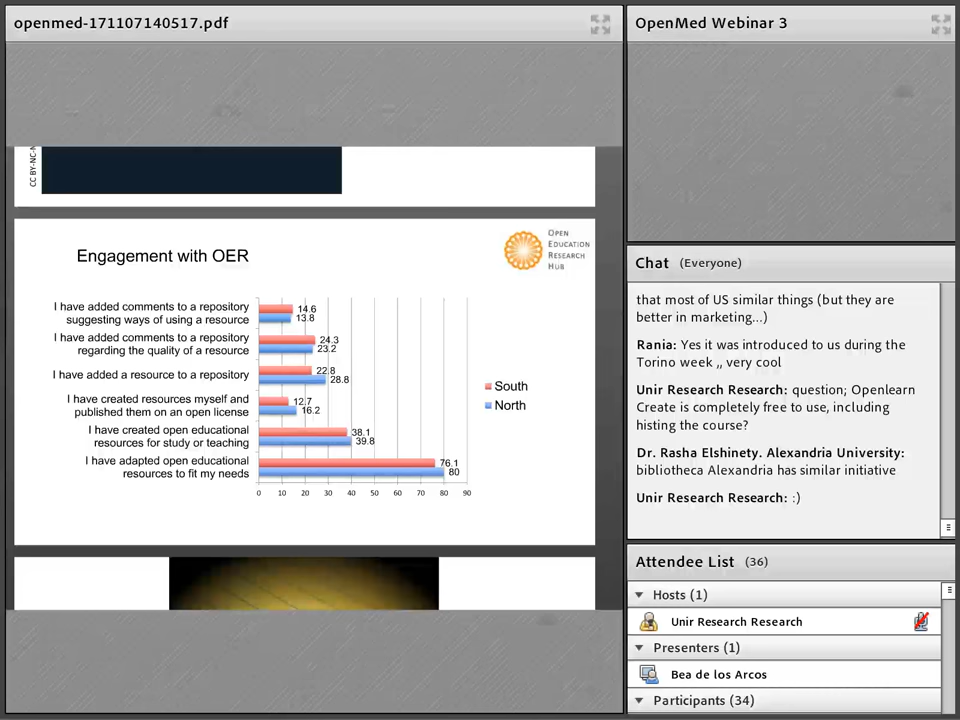 openmed-171107140517.pdf
CC BY-NC-N
Engagement with OER
OPEN
EDUCATION
RESEARCH
HUB
I have added comments to a repository
suggesting ways of using a resource
14.6
13.8
I have added comments to a repository
regarding the quality of a resource
24.3
23.2
I have added a resource to a repository
22.8
28.8
I have created resources myself and
published them on an open license
12.7
16.2
I have created open educational
resources for study or teaching
38.1
39.8
I have adapted open educational
resources to fit my needs
76.1
80
0 10 20 30 40 50 60 70 80 90
South
North
OpenMed Webinar 3
Chat (Everyone)
that most of US similar things (but they are
better in marketing...)
Rania: Yes it was introduced to us during the
Torino week ,, very cool
Unir Research Research: question; Openlearn
Create is completely free to use, including
histing the course?
Dr. Rasha Elshinety. Alexandria University:
bibliotheca Alexandria has similar initiative
Unir Research Research: :)
Attendee List (36)
Hosts (1)
Unir Research Research
Presenters (1)
Bea de los Arcos
Participants (34)